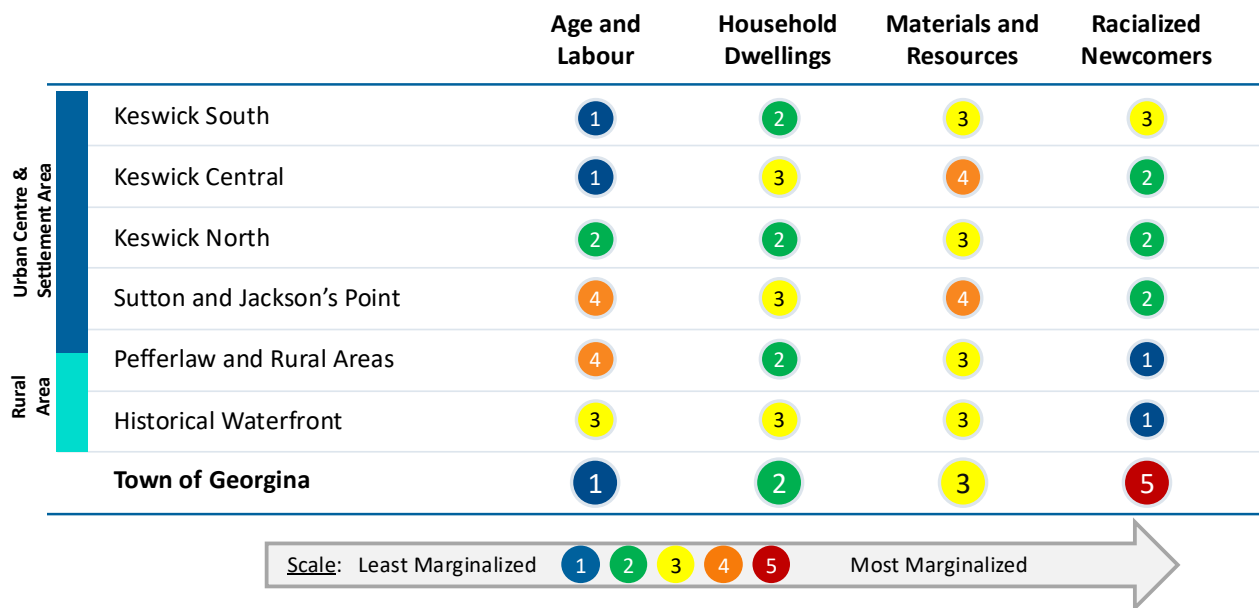 Age and Labour
Household Dwellings
Materials and Resources
Racialized Newcomers
Urban Centre & Settlement Area
Keswick South 1 2 3 3
Keswick Central 1 3 4 2
Keswick North 2 2 3 2
Sutton and Jackson’s Point 4 3 4 2
Rural Area
Pefferlaw and Rural Areas 4 2 3 1
Historical Waterfront 3 3 3 1
Town of Georgina 1 2 3 5
Scale: Least Marginalized 1 2 3 4 5 Most Marginalized